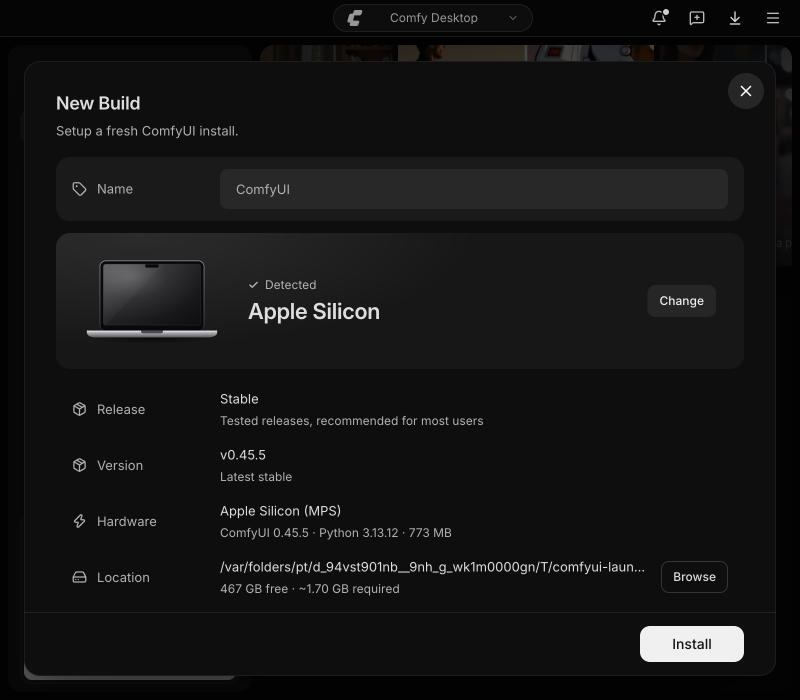 Comfy Desktop
New Build
Setup a fresh ComfyUI install.
Name
ComfyUI
Detected
Apple Silicon
Change
Release
Stable
Tested releases, recommended for most users
Version
v0.45.5
Latest stable
Hardware
Apple Silicon (MPS)
ComfyUI 0.45.5 · Python 3.13.12 · 773 MB
Location
/var/folders/pt/d_94vst901nb__9nh_g_wk1m0000gn/T/comfyui-laun...
467 GB free · ~1.70 GB required
Browse
Install